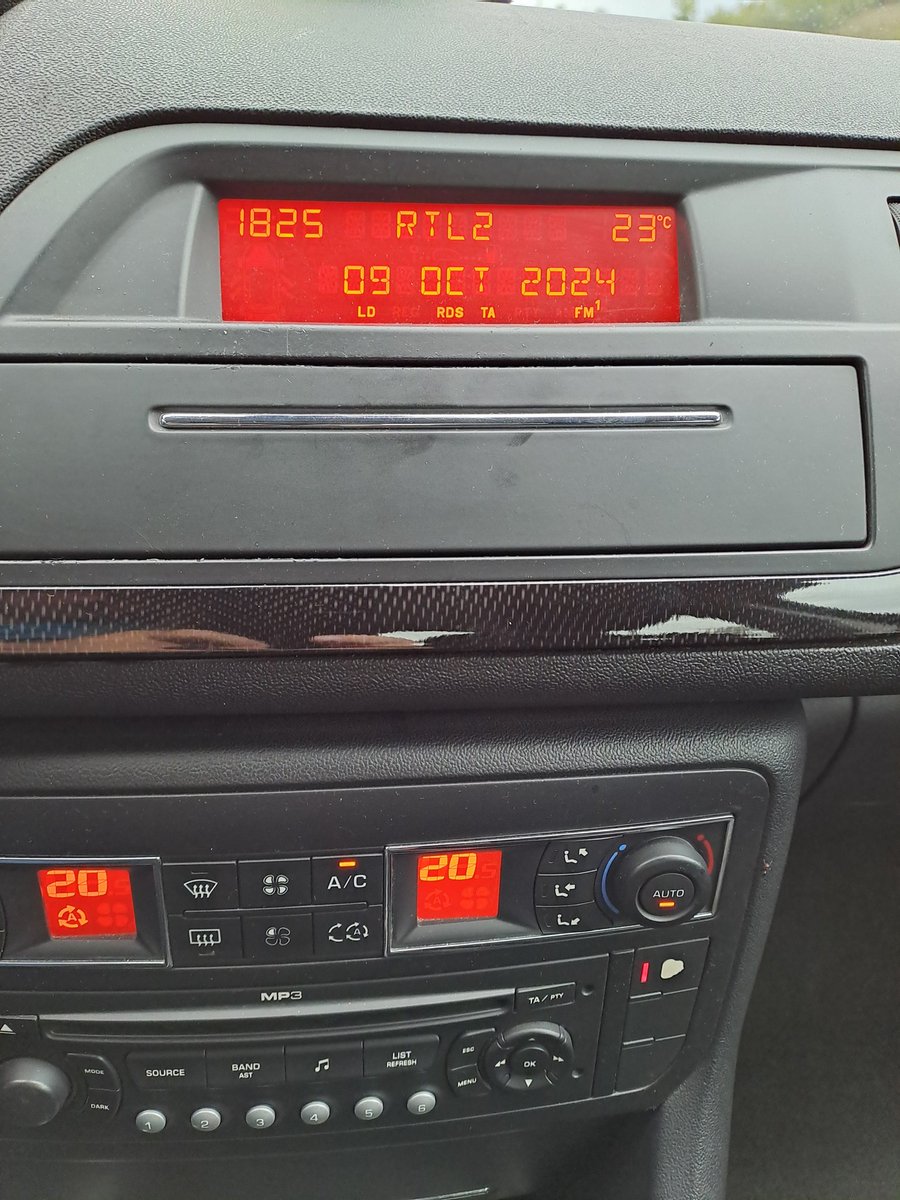 1825 RTL2 23°C
09 OCT 2024
LD RDS TA FM1
20
20.5
A/C
AUTO
MP3
TA / PTY
SOURCE
BAND
AST
LIST
REFRESH
ESC
MENU
OK
MODE
DARK
1 2 3 4 5 6